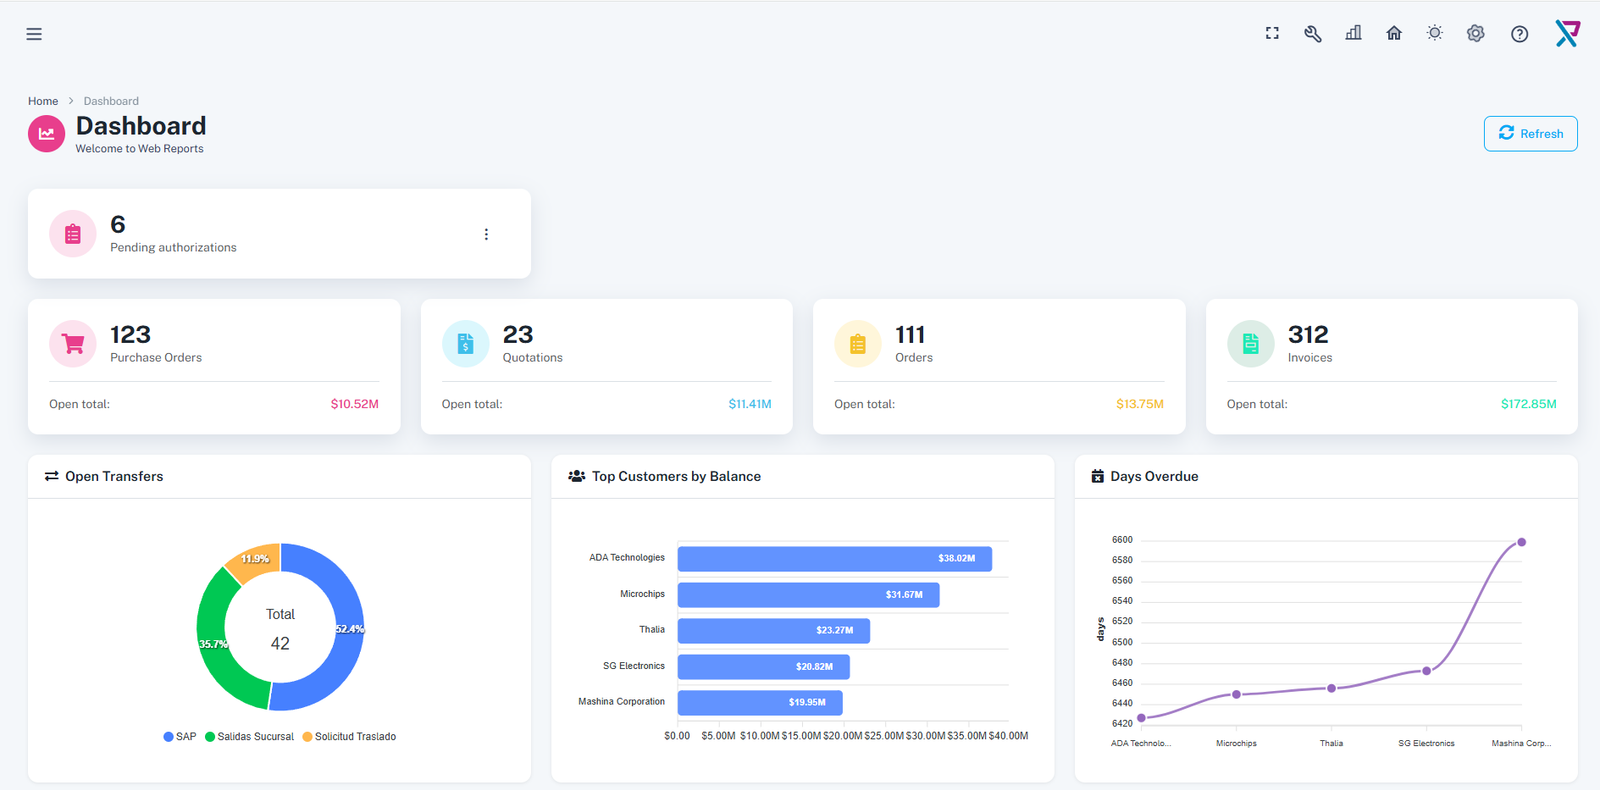 Home > Dashboard
Dashboard
Welcome to Web Reports
Refresh
6
Pending authorizations
123
Purchase Orders
Open total: $10.52M
23
Quotations
Open total: $11.41M
111
Orders
Open total: $13.75M
312
Invoices
Open total: $172.85M
Open Transfers
11.9%
52.4%
35.7%
Total
42
SAP Salidas Sucursal Solicitud Traslado
Top Customers by Balance
ADA Technologies $38.02M
Microchips $31.67M
Thalia $23.27M
SG Electronics $20.82M
Mashina Corporation $19.95M
$0.00 $5.00M $10.00M $15.00M $20.00M $25.00M $30.00M $35.00M $40.00M
Days Overdue
days
6600
6580
6560
6540
6520
6500
6480
6460
6440
6420
ADA Technolo... Microchips Thalia SG Electronics Mashina Corp...